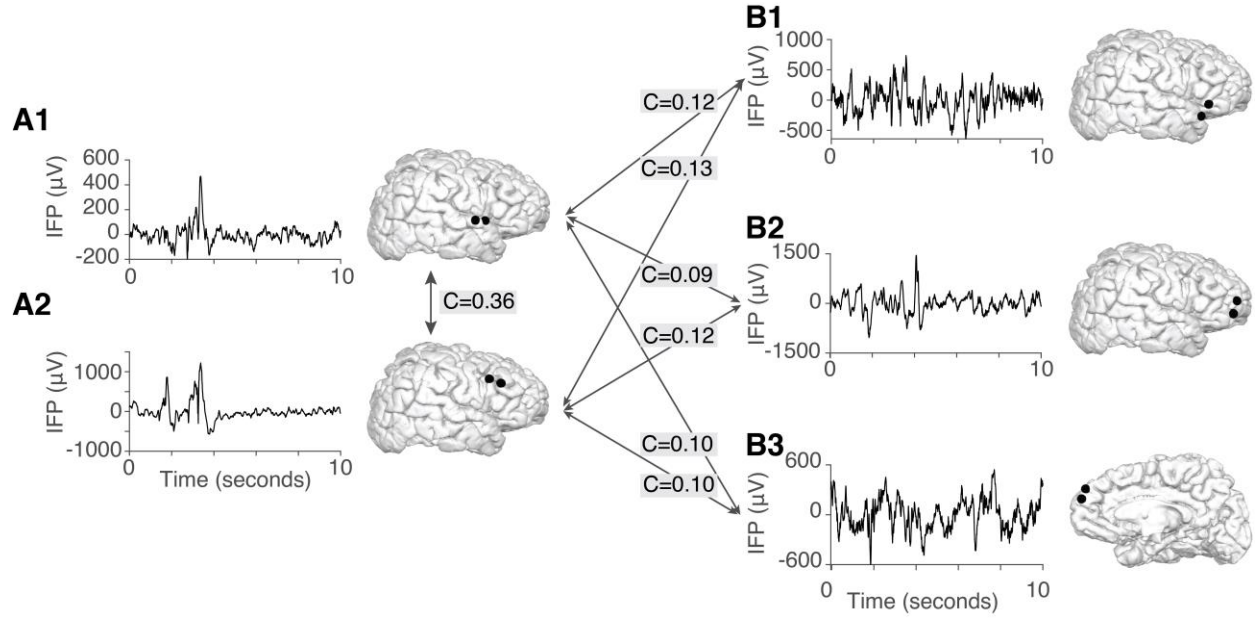 A1
IFP (µV)
600
400
200
0
-200
0
10
C=0.36
A2
IFP (µV)
1000
0
-1000
0
10
Time (seconds)
C=0.12
C=0.13
C=0.09
C=0.12
C=0.10
C=0.10
B1
IFP (µV)
1000
500
0
-500
0
10
B2
IFP (µV)
1500
0
-1500
0
10
B3
IFP (µV)
600
0
-600
0
10
Time (seconds)